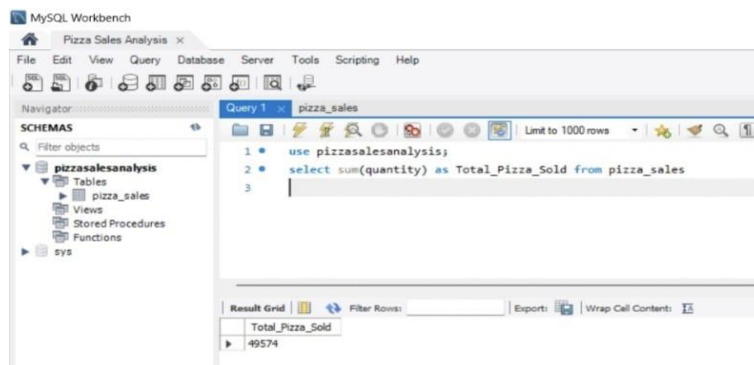 MySQL Workbench
Pizza Sales Analysis ×
File Edit View Query Database Server Tools Scripting Help
Navigator
Query 1 × pizza_sales
SCHEMAS
Limit to 1000 rows
Filter objects
1 use pizzasalesanalysis;
2 select sum(quantity) as Total_Pizza_Sold from pizza_sales
3
pizzasalesanalysis
Tables
pizza_sales
Views
Stored Procedures
Functions
sys
Result Grid Filter Rows: Export: Wrap Cell Content:
Total_Pizza_Sold
49574